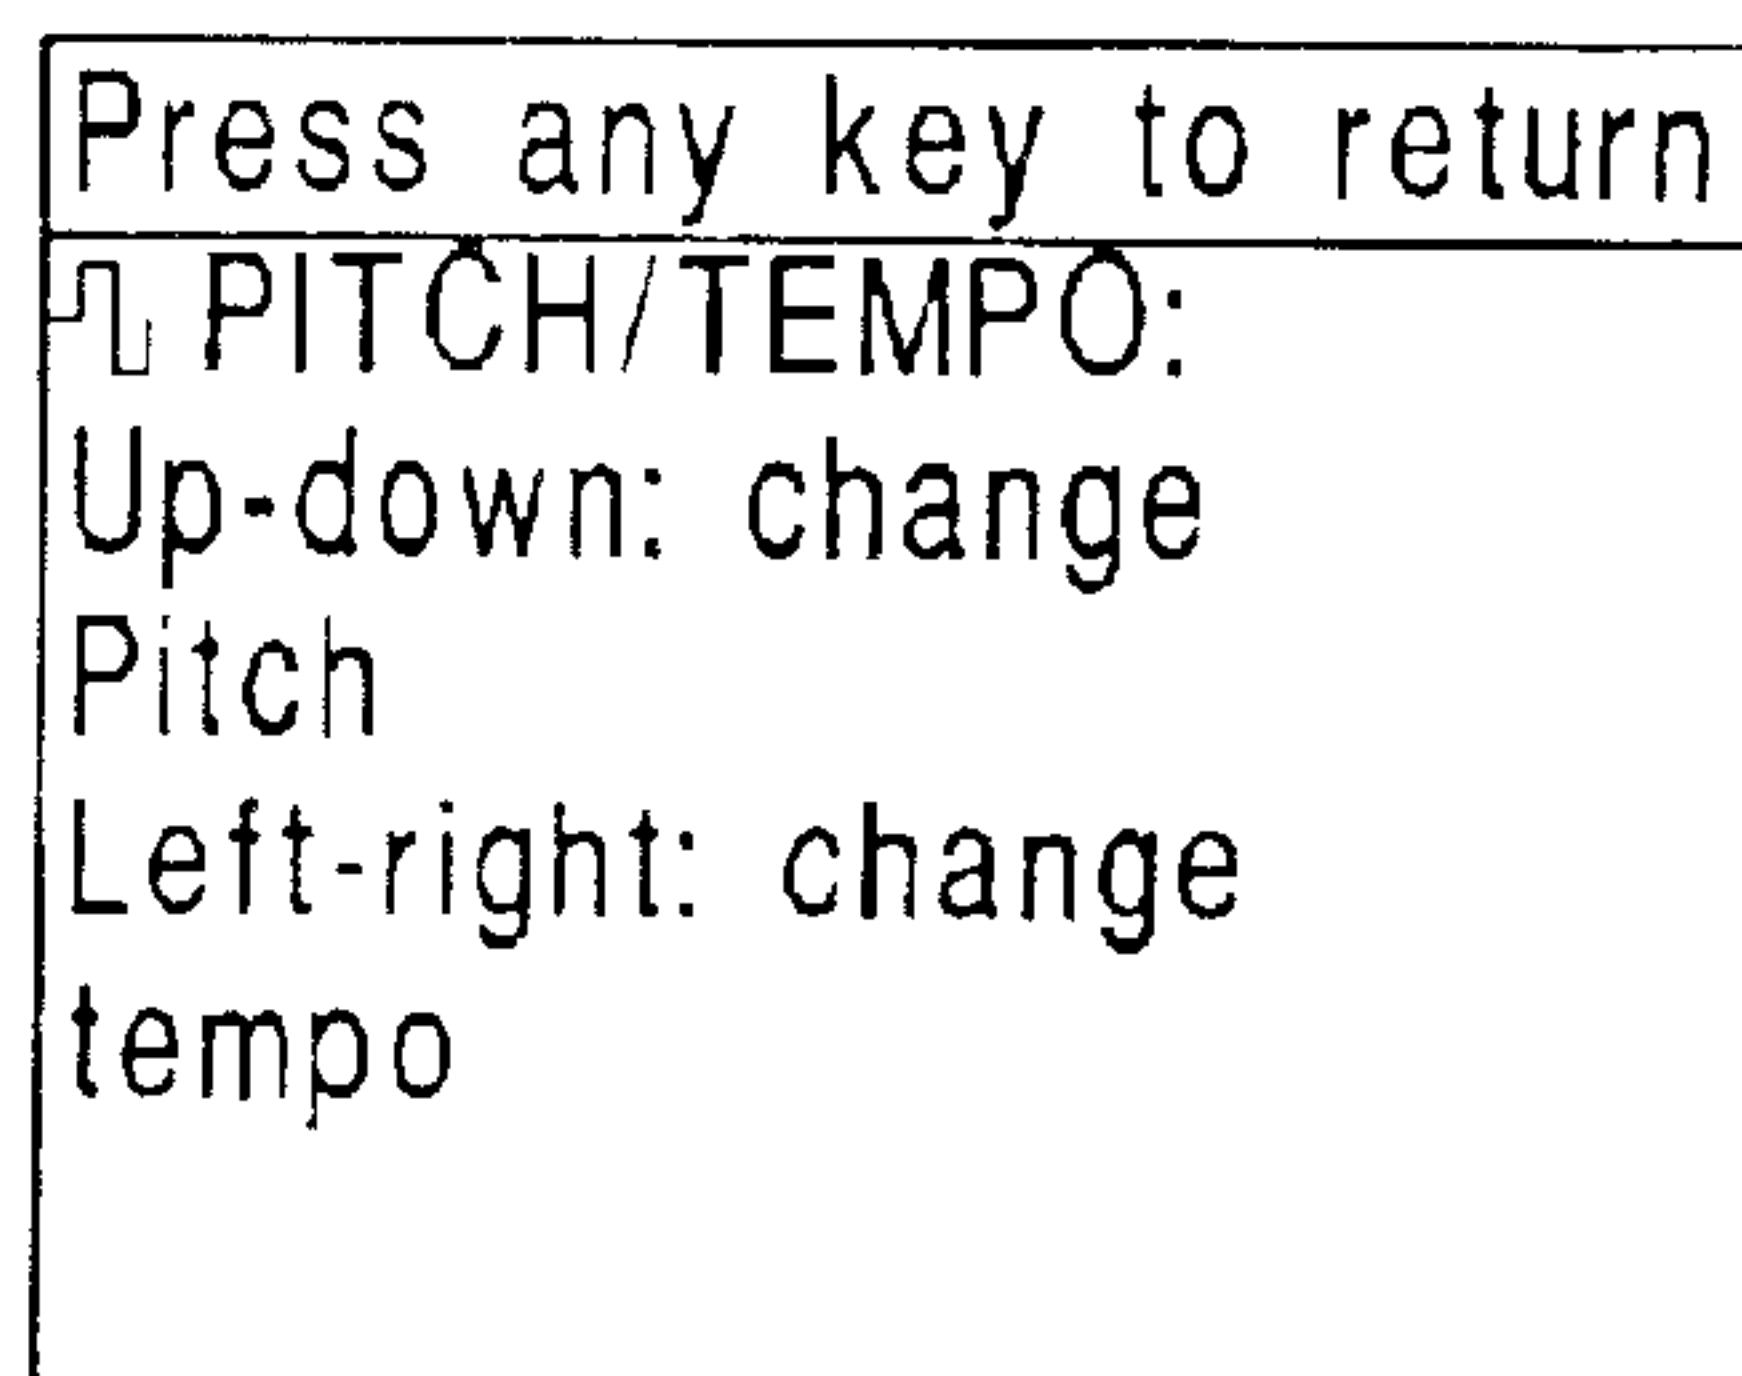 Press any key to return
PITCH/TEMPO:
Up-down: change
Pitch
Left-right: change
tempo